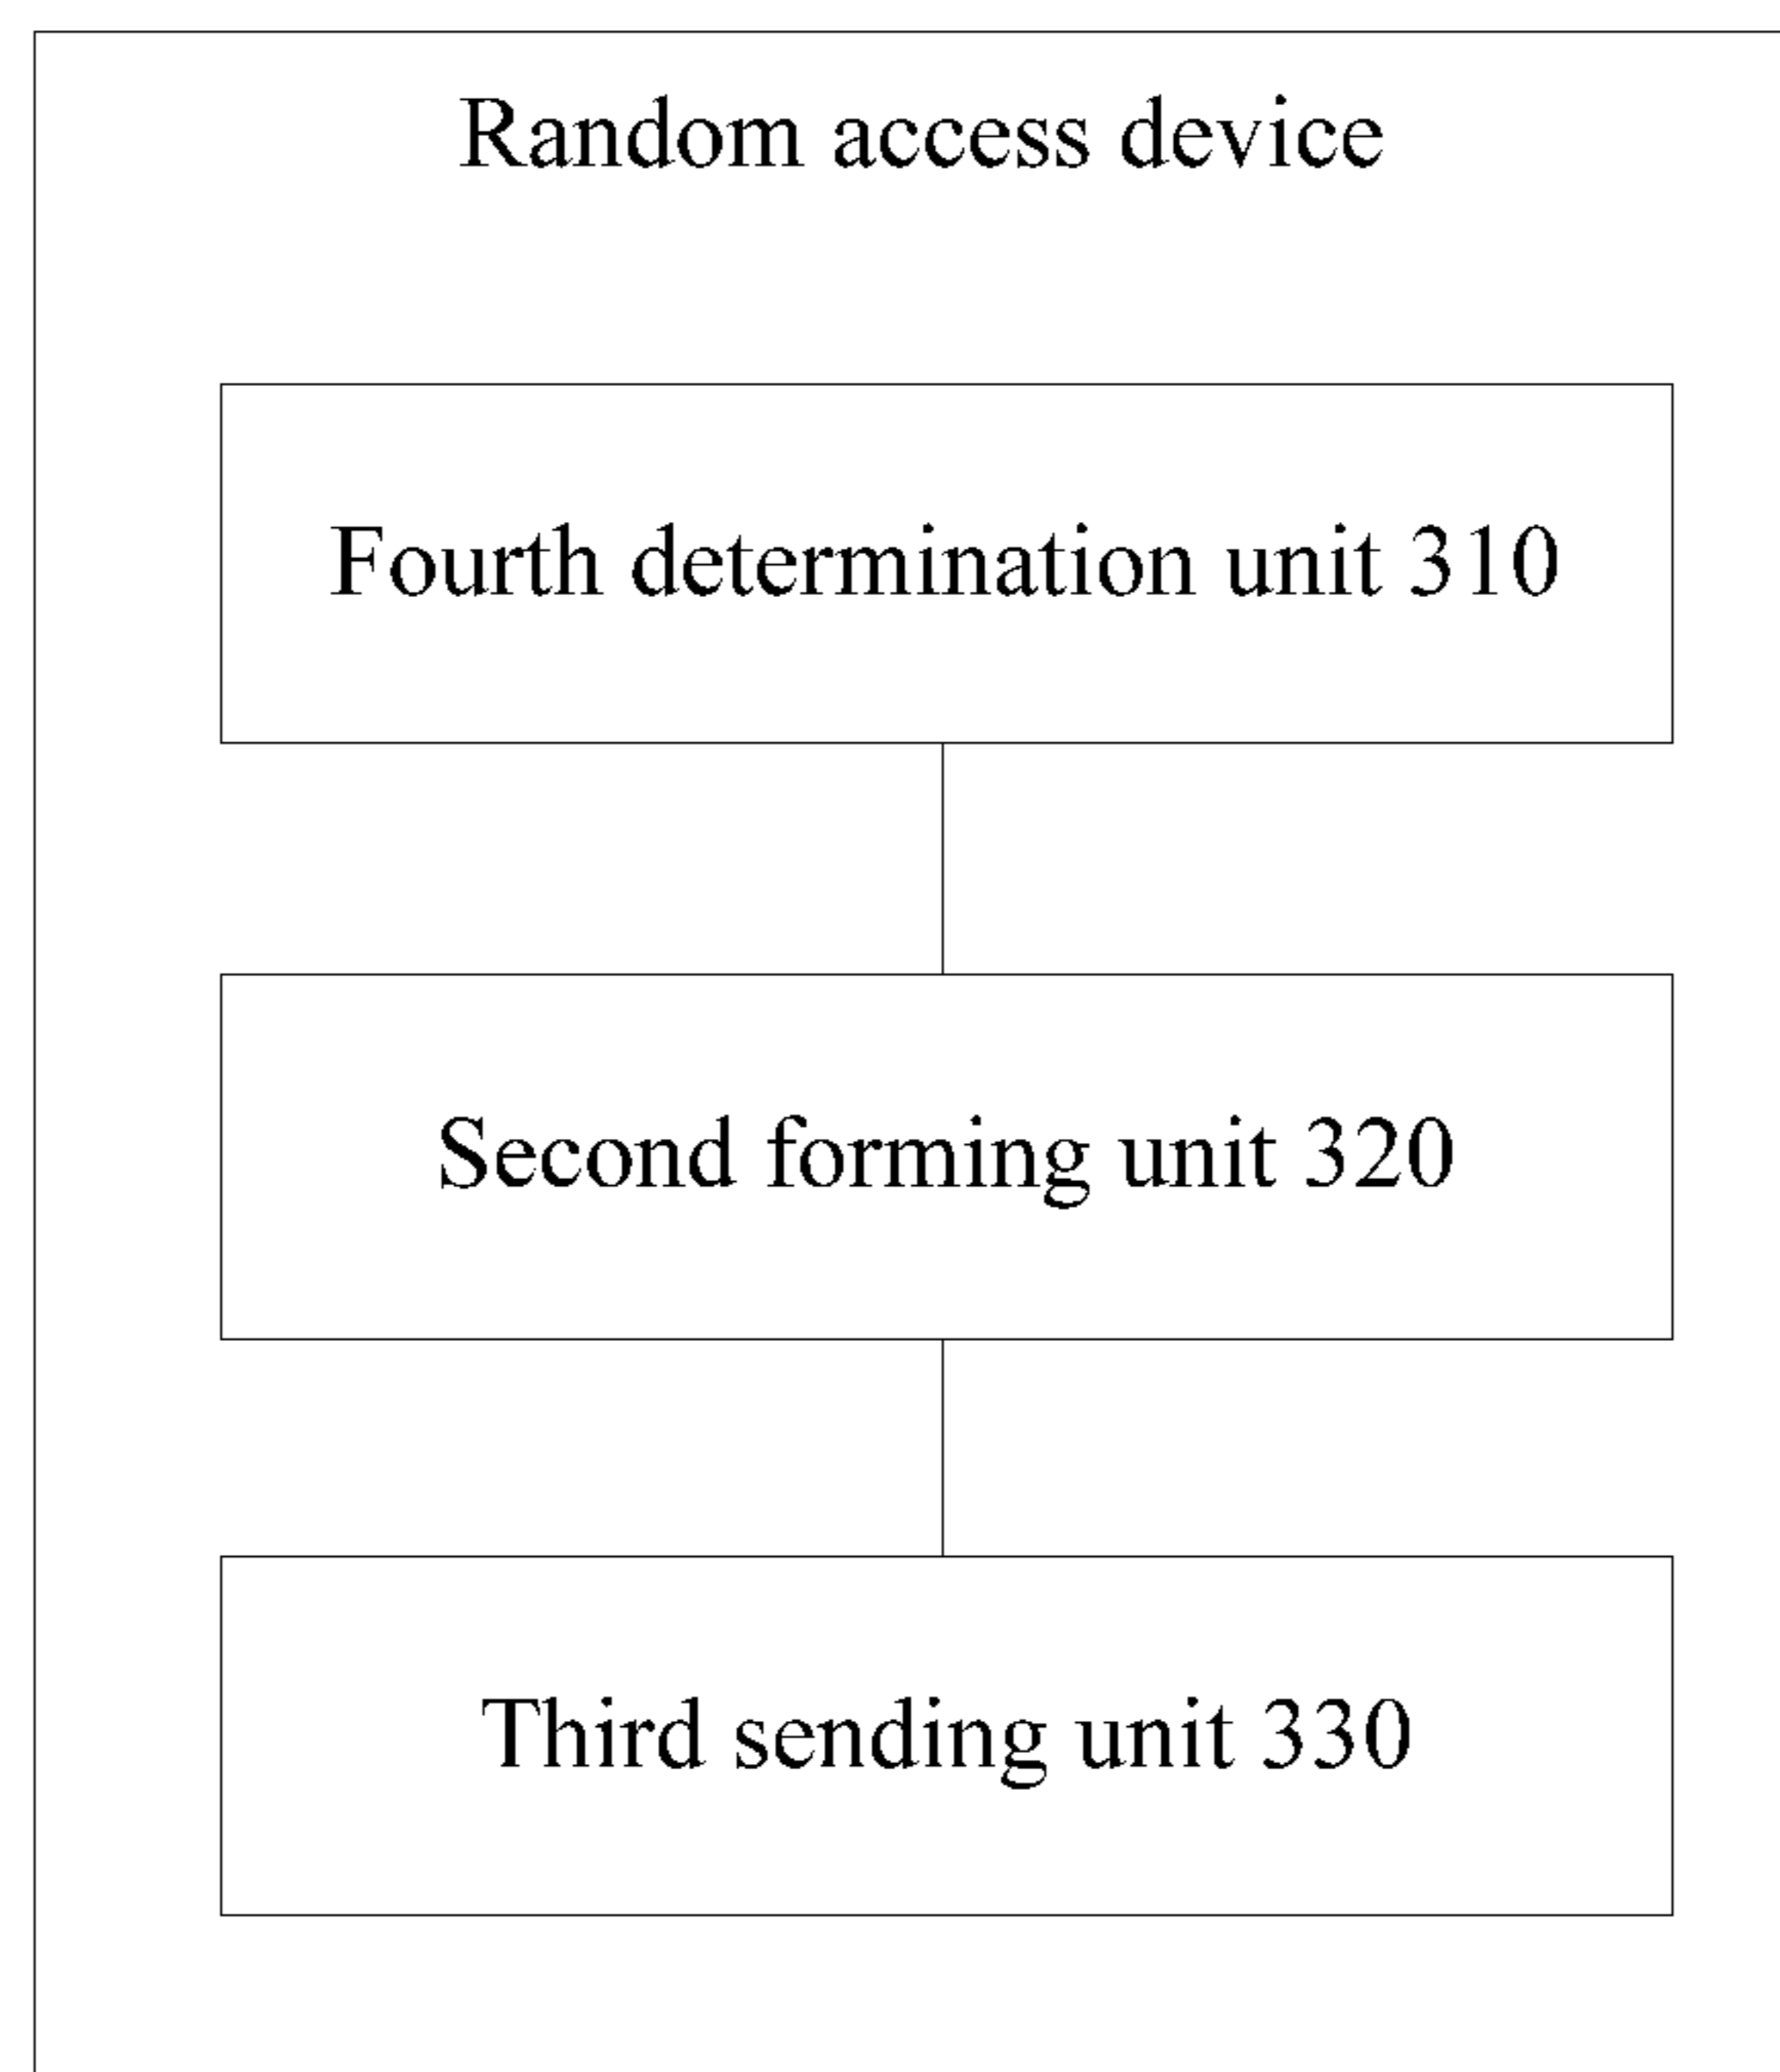 Random access device
Fourth determination unit 310
Second forming unit 320
Third sending unit 330